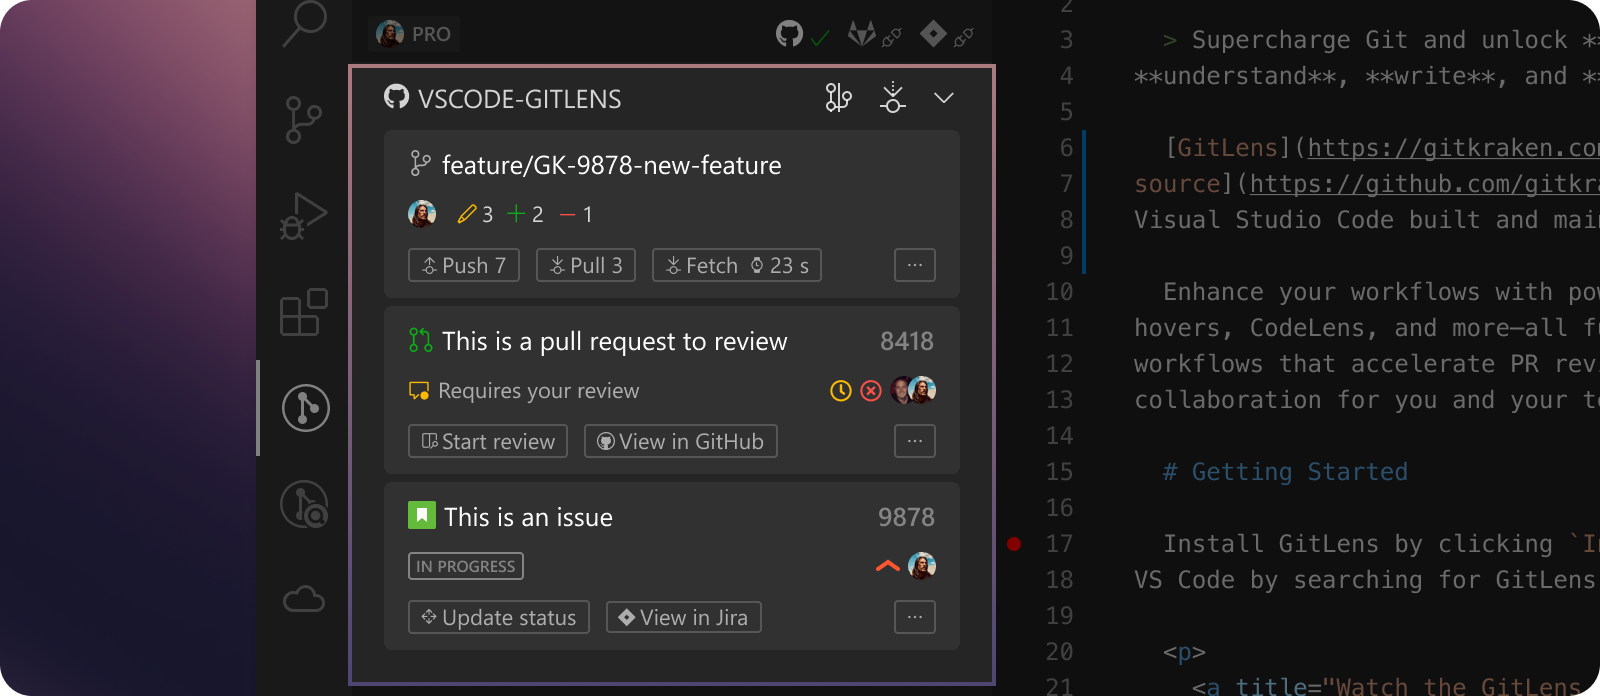 PRO
VSCODE-GITLENS
feature/GK-9878-new-feature
3 2 1
Push 7 Pull 3 Fetch 23 s ...
This is a pull request to review 8418
Requires your review
Start review View in GitHub ...
This is an issue 9878
IN PROGRESS
Update status View in Jira ...
2
3 > Supercharge Git and unlock **
4 **understand**, **write**, and **
5
6 [GitLens](https://gitkraken.co
7 source](https://github.com/gitkra
8 Visual Studio Code built and main
9
10 Enhance your workflows with po
11 hovers, CodeLens, and more—all f
12 workflows that accelerate PR rev
13 collaboration for you and your t
14
15 # Getting Started
16
17 Install GitLens by clicking `I
18 VS Code by searching for GitLens
19
20 <p>
21 <a title="Watch the GitLens